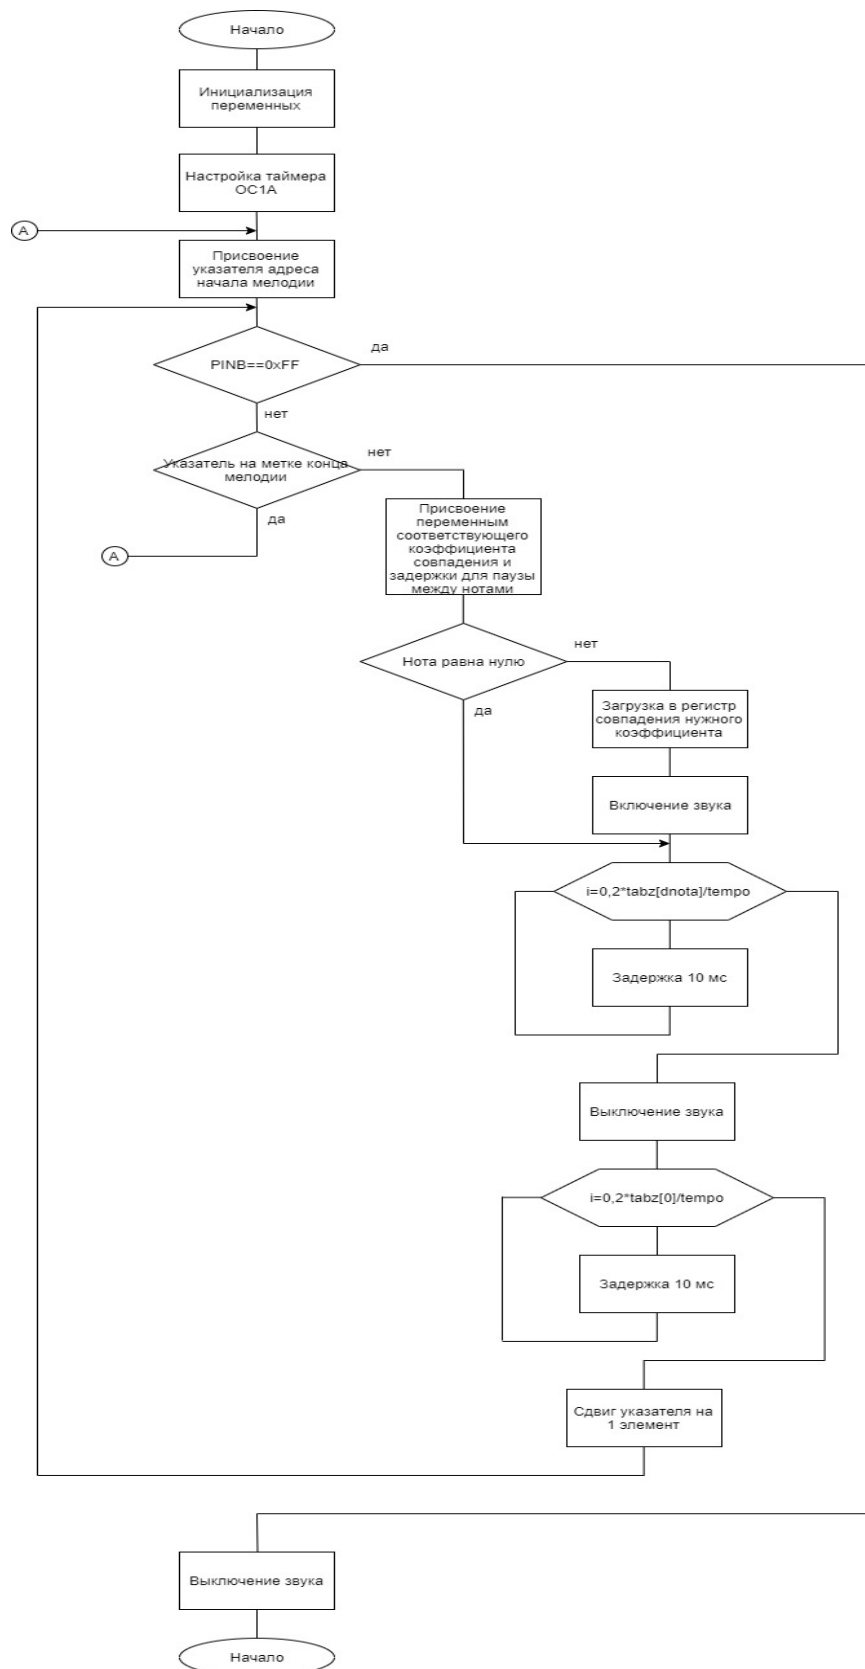 Начало
Инициализация
переменных
Настройка таймера
OC1A
A
Присвоение
указателя адреса
начала мелодии
PINB==0xFF
да
нет
Указатель на метке конца
мелодии
нет
да
A
Присвоение
переменным
соответствующего
коэффициента
совпадения и
задержки для паузы
между нотами
Нота равна нулю
нет
да
Загрузка в регистр
совпадения нужного
коэффициента
Включение звука
i=0,2*tabz[dnota]/tempo
Задержка 10 мс
Выключение звука
i=0,2*tabz[0]/tempo
Задержка 10 мс
Сдвиг указателя на
1 элемент
Выключение звука
Начало